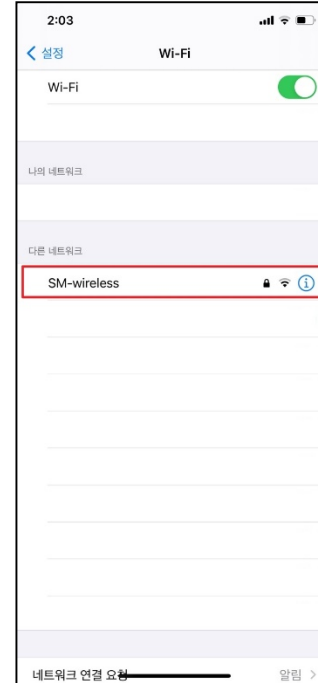 2:03
설정 Wi-Fi
Wi-Fi
나의 네트워크
다른 네트워크
SM-wireless
네트워크 연결 요청 알림